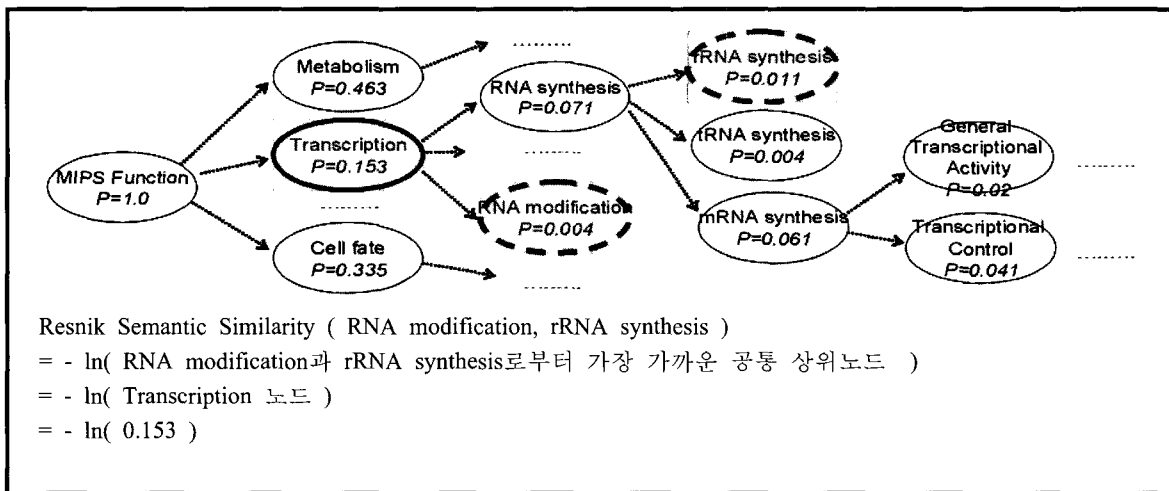 Metabolism
P=0.463
Transcription
P=0.153
MIPS Function
P=1.0
Cell fate
P=0.335
RNA synthesis
P=0.071
RNA modification
P=0.004
rRNA synthesis
P=0.011
tRNA synthesis
P=0.004
mRNA synthesis
P=0.061
General
Transcriptional
Activity
P=0.02
Transcriptional
Control
P=0.041
Resnik Semantic Similarity ( RNA modification, rRNA synthesis )
= - ln( RNA modification과 rRNA synthesis로부터 가장 가까운 공통 상위노드 )
= - ln( Transcription 노드 )
= - ln( 0.153 )